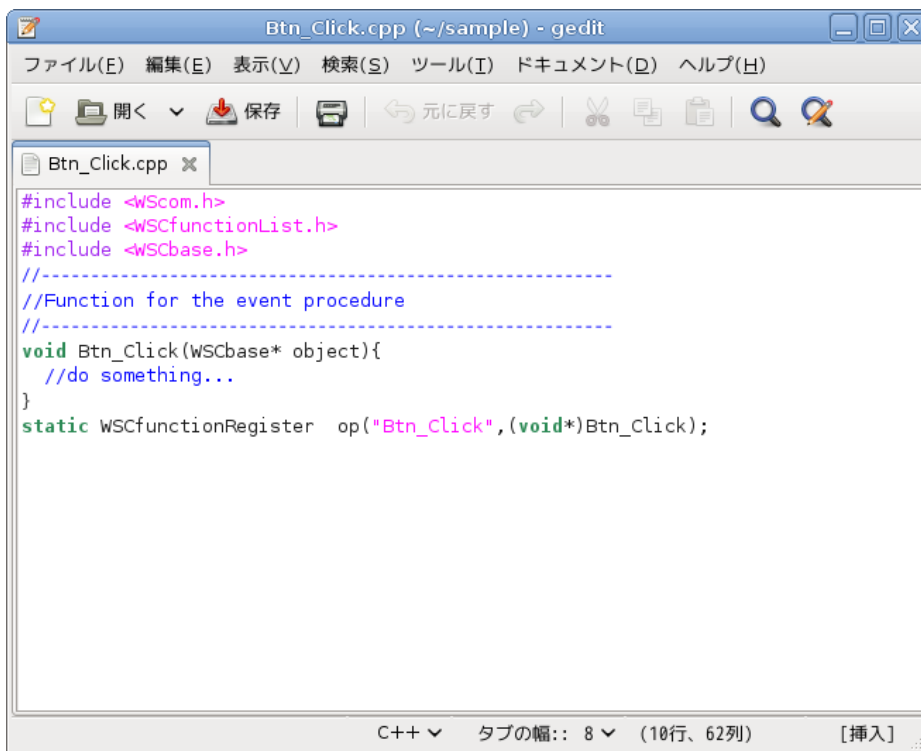 Btn_Click.cpp (~/sample) - gedit
ファイル(F) 編集(E) 表示(V) 検索(S) ツール(T) ドキュメント(D) ヘルプ(H)
開く 保存 元に戻す
Btn_Click.cpp
#include <WScom.h>
#include <WSCfunctionList.h>
#include <WSCbase.h>
//----------------------------------------------------------
//Function for the event procedure
//----------------------------------------------------------
void Btn_Click(WSCbase* object){
  //do something...
}
static WSCfunctionRegister  op("Btn_Click",(void*)Btn_Click);
C++ タブの幅:: 8 (10行、62列) [挿入]